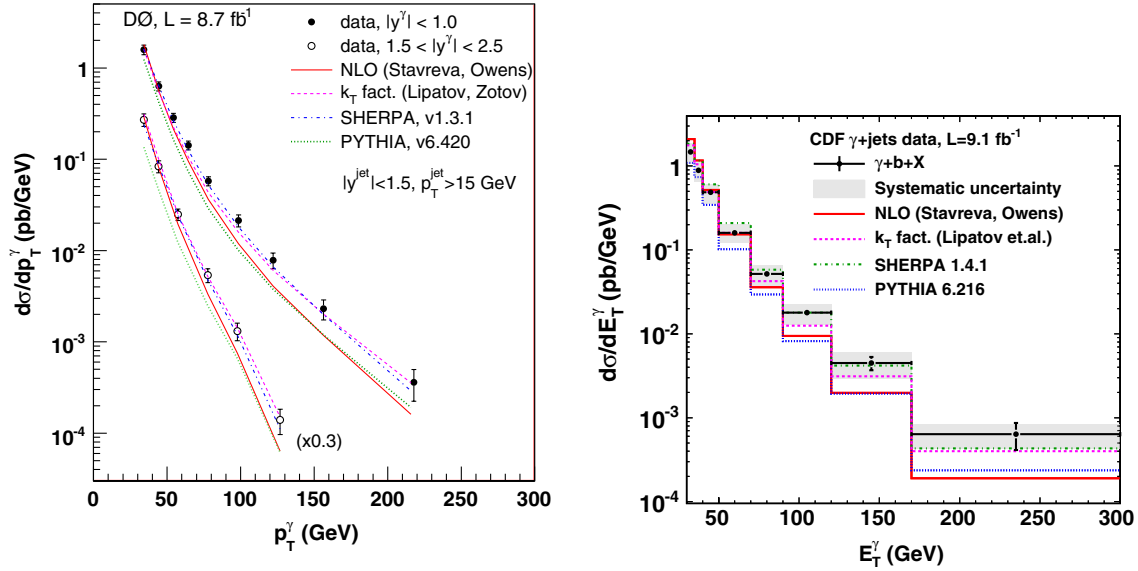 DØ, L = 8.7 fb⁻¹
data, |y^γ| < 1.0
data, 1.5 < |y^γ| < 2.5
NLO (Stavreva, Owens)
k_T fact. (Lipatov, Zotov)
SHERPA, v1.3.1
PYTHIA, v6.420
|y^jet|<1.5, p_T^jet>15 GeV
(x0.3)
dσ/dp_T^γ (pb/GeV)
1
10⁻¹
10⁻²
10⁻³
10⁻⁴
0 50 100 150 200 250 300
p_T^γ (GeV)
CDF γ+jets data, L=9.1 fb⁻¹
γ+b+X
Systematic uncertainty
NLO (Stavreva, Owens)
k_T fact. (Lipatov et.al.)
SHERPA 1.4.1
PYTHIA 6.216
dσ/dE_T^γ (pb/GeV)
1
10⁻¹
10⁻²
10⁻³
10⁻⁴
50 100 150 200 250 300
E_T^γ (GeV)